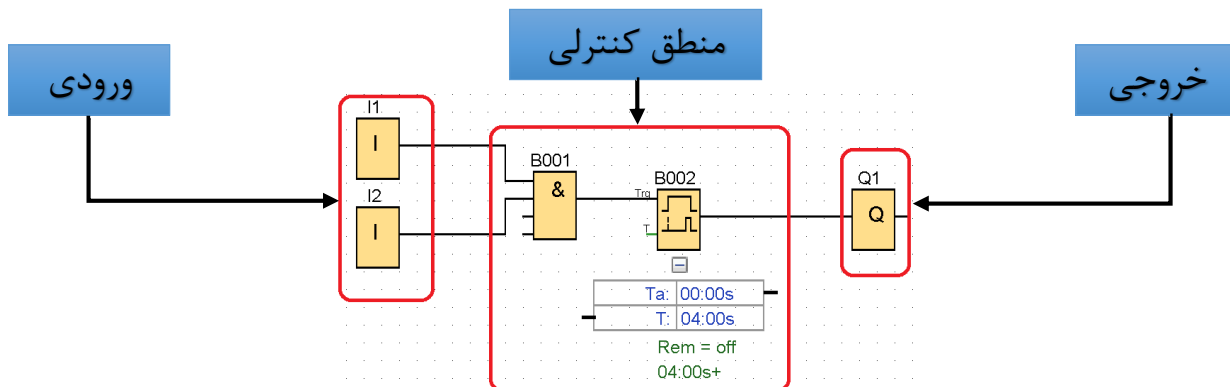 منطق کنترلی
ورودی
خروجی
I1
I
I2
I
B001
&
B002
Trg
T
Q1
Q
Ta: 00:00s
T: 04:00s
Rem = off
04:00s+